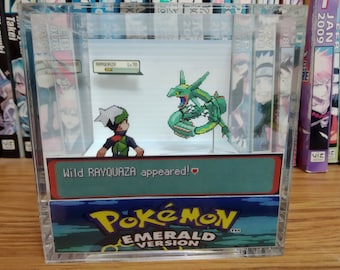 RAYQUAZA Lv70
Wild RAYQUAZA appeared!
POKéMON
EMERALD
VERSION
JAN
2009